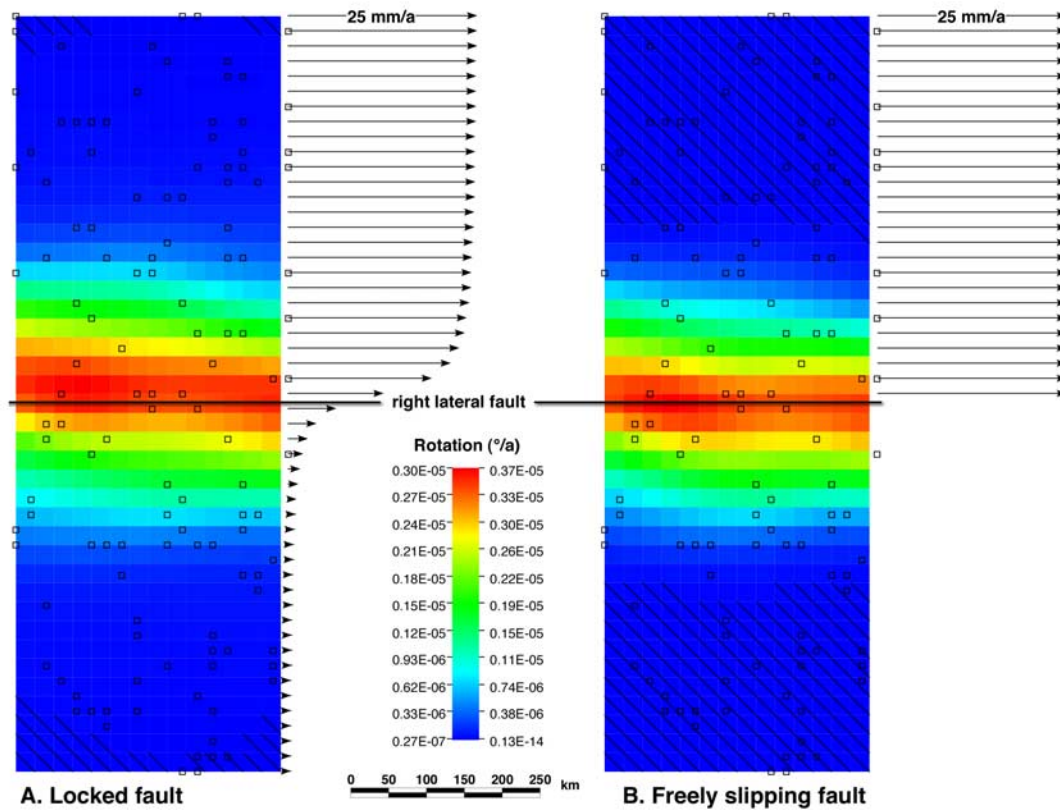 25 mm/a
25 mm/a
right lateral fault
Rotation (°/a)
0.30E-05 0.37E-05
0.27E-05 0.33E-05
0.24E-05 0.30E-05
0.21E-05 0.26E-05
0.18E-05 0.22E-05
0.15E-05 0.19E-05
0.12E-05 0.11E-05
0.93E-06 0.74E-06
0.62E-06 0.38E-06
0.33E-06 0.13E-14
0.27E-07
0 50 100 150 200 250 km
A. Locked fault
B. Freely slipping fault